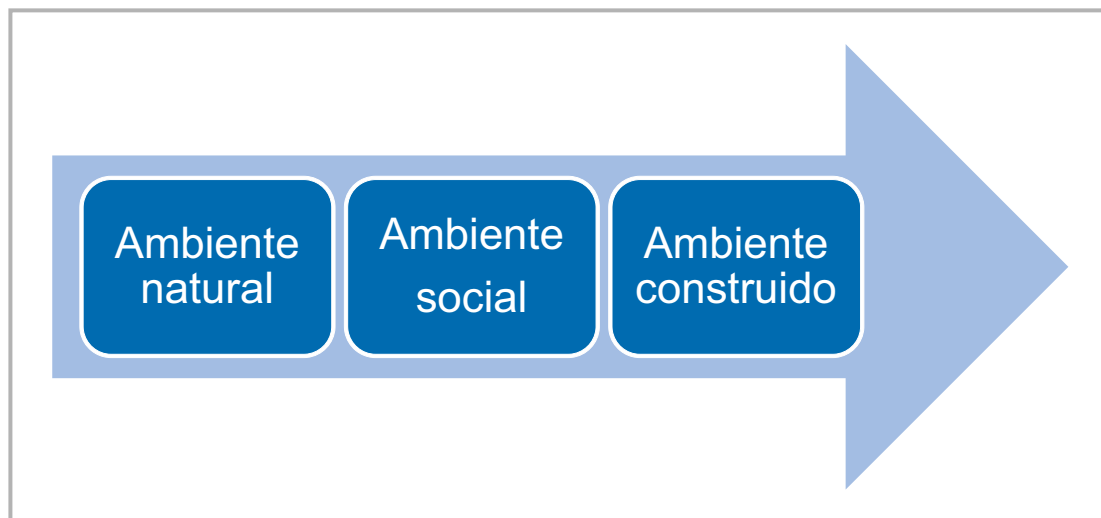 Ambiente
natural
Ambiente
social
Ambiente
construido